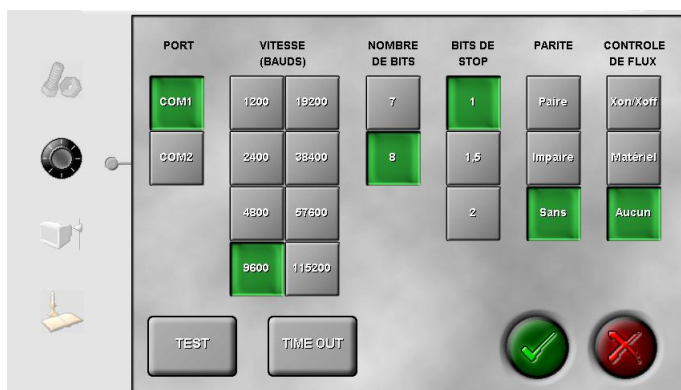 PORT
VITESSE
(BAUDS)
NOMBRE
DE BITS
BITS DE
STOP
PARITE
CONTROLE
DE FLUX
COM1
1200
19200
7
1
Paire
Xon/Xoff
COM2
2400
38400
8
1,5
Impaire
Matériel
4800
57600
2
Sans
Aucun
9600
115200
TEST
TIME OUT